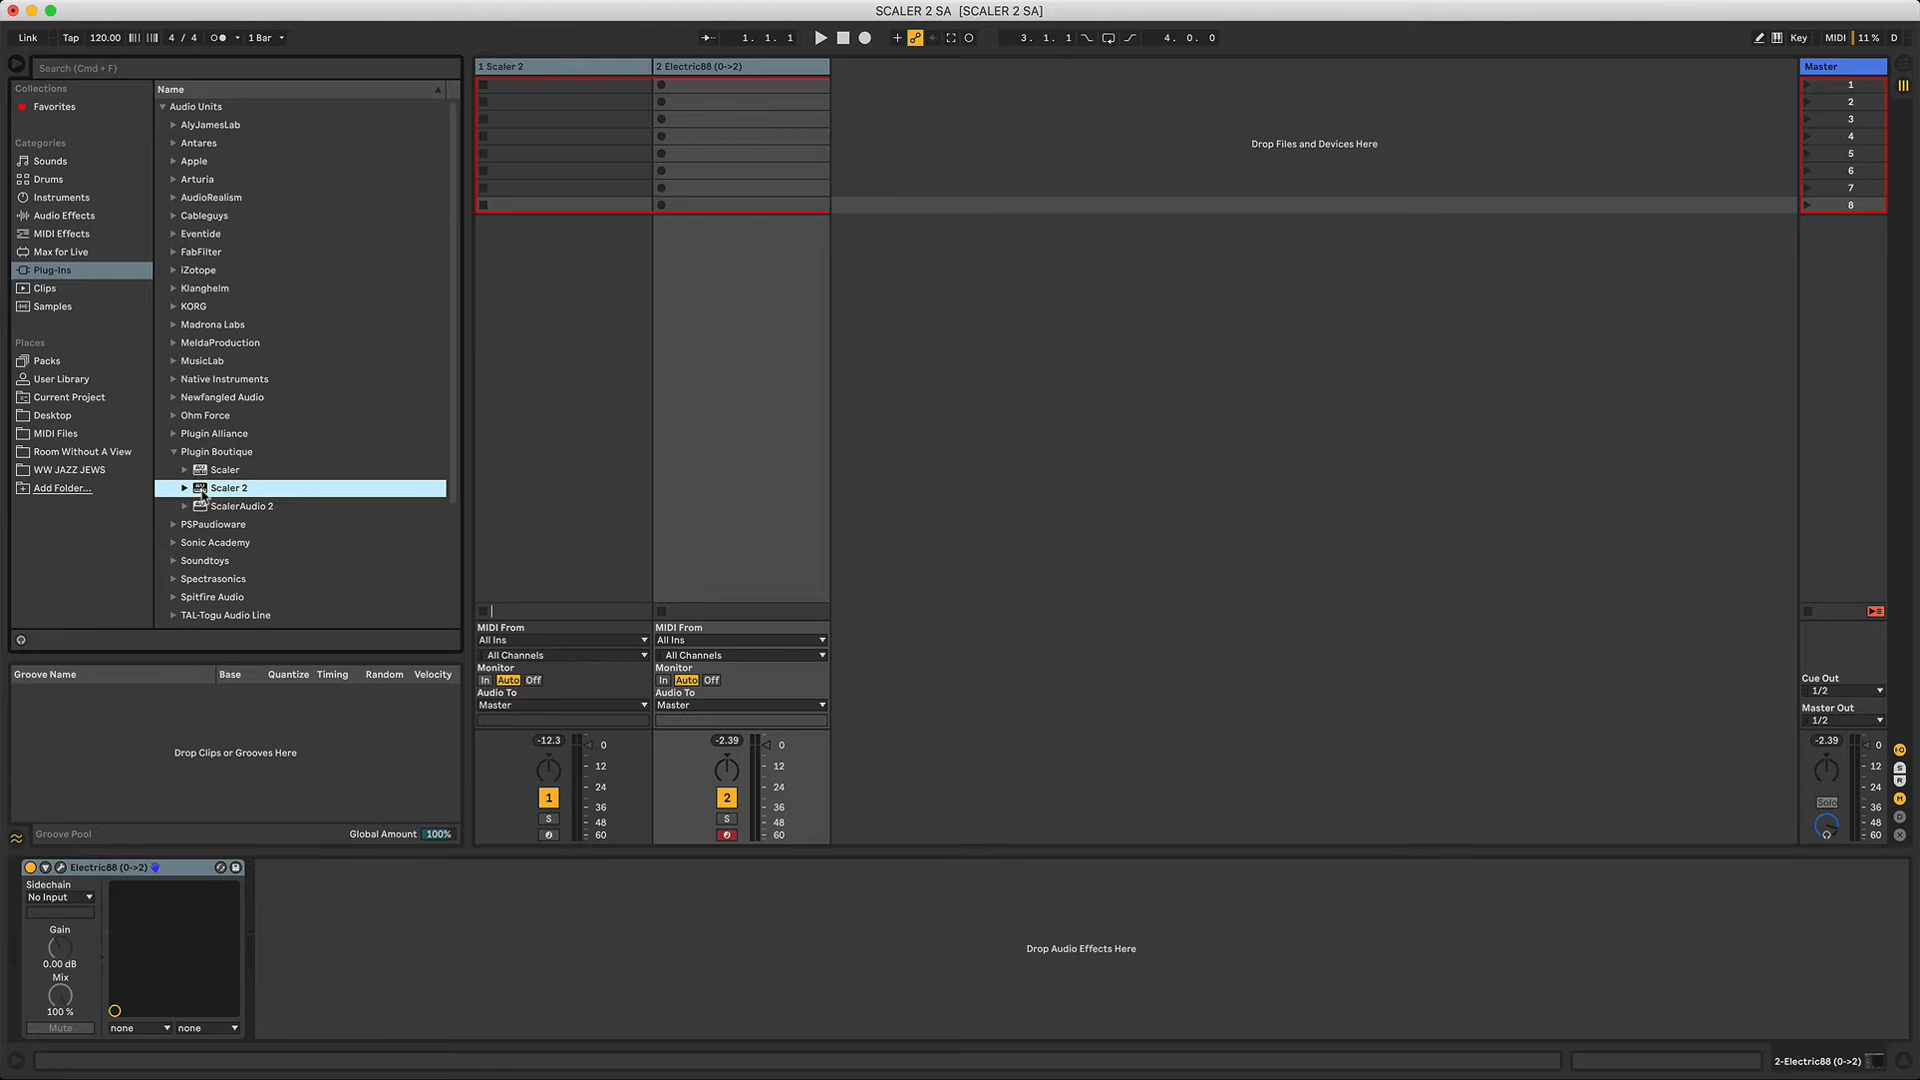 SCALER 2 SA [SCALER 2 SA]
Link Tap 120.00 4 / 4 1 Bar 1. 1. 1 3. 1. 1 4. 0. 0 Key MIDI 11 % D
Search (Cmd + F)
Collections
Favorites
Categories
Sounds
Drums
Instruments
Audio Effects
MIDI Effects
Max for Live
Plug-Ins
Clips
Samples
Places
Packs
User Library
Current Project
Desktop
MIDI Files
Room Without A View
WW JAZZ JEWS
Add Folder...
Name
Audio Units
AlyJamesLab
Antares
Apple
Arturia
AudioRealism
Cableguys
Eventide
FabFilter
iZotope
Klanghelm
KORG
Madrona Labs
MeldaProduction
MusicLab
Native Instruments
Newfangled Audio
Ohm Force
Plugin Alliance
Plugin Boutique
Scaler
Scaler 2
ScalerAudio 2
PSPaudioware
Sonic Academy
Soundtoys
Spectrasonics
Spitfire Audio
TAL-Togu Audio Line
Groove Name Base Quantize Timing Random Velocity
Drop Clips or Grooves Here
Groove Pool Global Amount 100%
1 Scaler 2
MIDI From
All Ins
All Channels
Monitor
In Auto Off
Audio To
Master
-12.3
0
12
24
36
48
60
1
S
2 Electric88 (0->2)
MIDI From
All Ins
All Channels
Monitor
In Auto Off
Audio To
Master
-2.39
0
12
24
36
48
60
2
S
Drop Files and Devices Here
Master
1
2
3
4
5
6
7
8
Cue Out
1/2
Master Out
1/2
-2.39
0
12
24
36
48
60
Solo
S
R
M
D
X
Electric88 (0->2)
Sidechain
No Input
Gain
0.00 dB
Mix
100 %
Mute
none none
Drop Audio Effects Here
2-Electric88 (0->2)